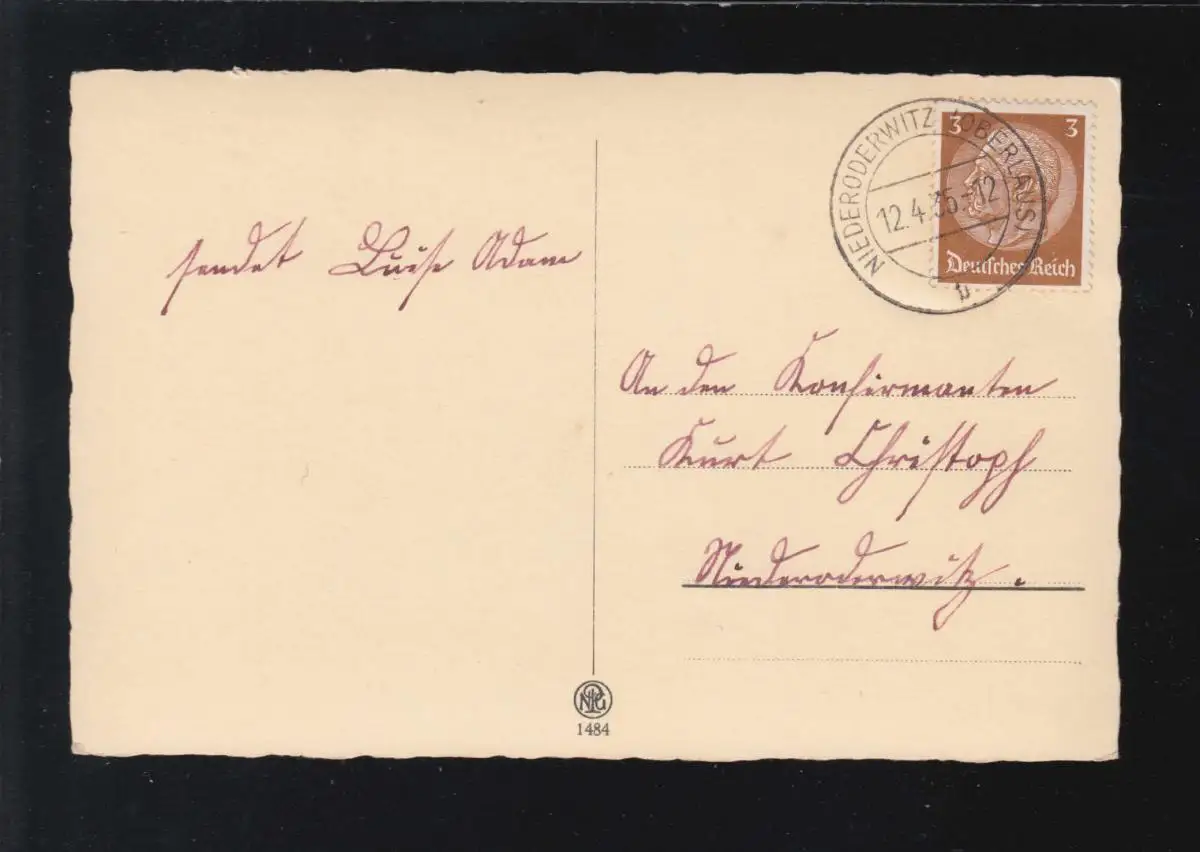 sendet Luise Adam
NIEDERODERWITZ (OBERLAUS)
12.4.35.-12
b
3 3
Deutsches Reich
An den Konfirmanten
Kurt Christoph
Niederoderwitz.
NPG
1484